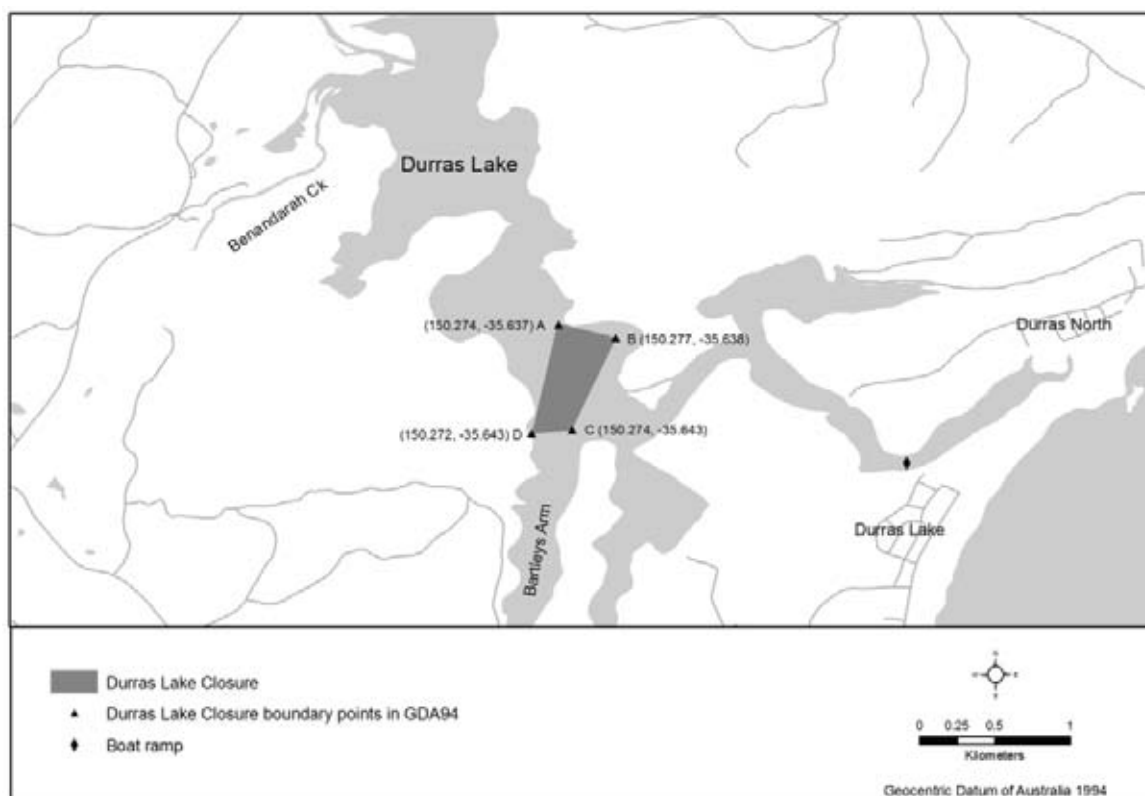 Durras Lake
Benandarah Ck
(150.274, -35.637) A
B (150.277, -35.638)
Durras North
(150.272, -35.643) D
C (150.274, -35.643)
Bartleys Arm
Durras Lake
Durras Lake Closure
Durras Lake Closure boundary points in GDA94
Boat ramp
N
W E
S
0 0.25 0.5 1
Kilometers
Geocentric Datum of Australia 1994